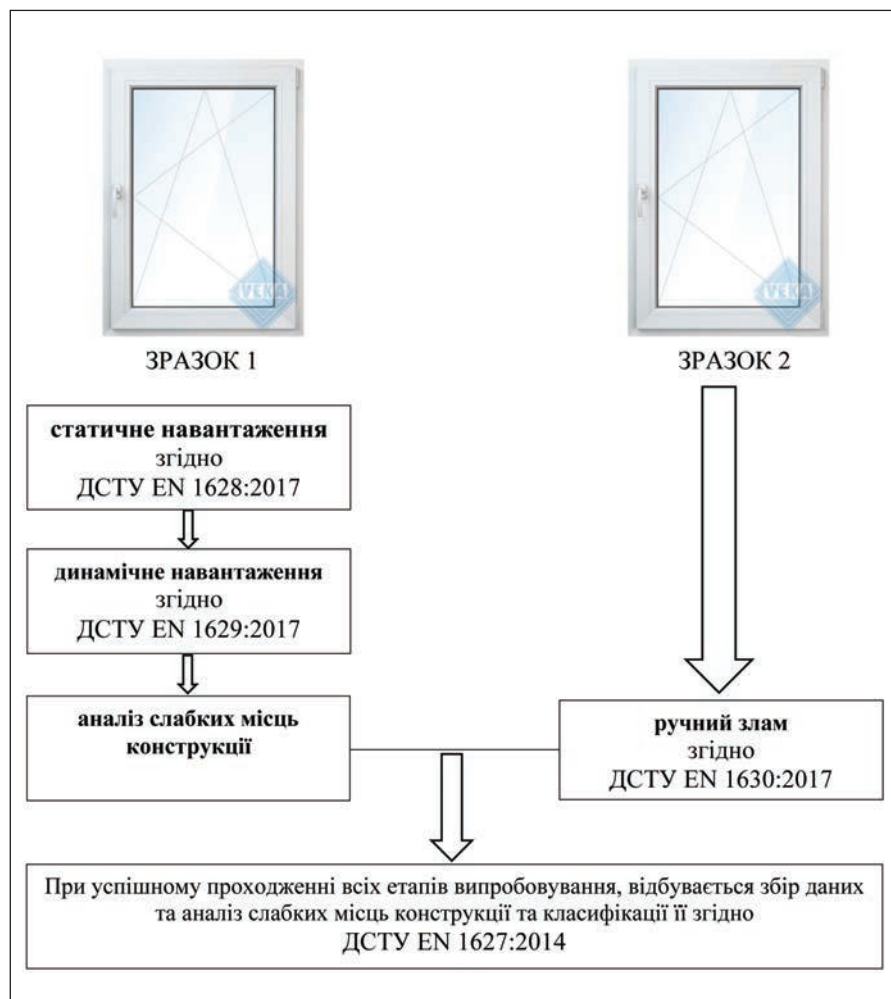 VEKA
VEKA
ЗРАЗОК 1
ЗРАЗОК 2
статичне навантаження
згідно
ДСТУ EN 1628:2017
динамічне навантаження
згідно
ДСТУ EN 1629:2017
аналіз слабких місць
конструкції
ручний злам
згідно
ДСТУ EN 1630:2017
При успішному проходженні всіх етапів випробовування, відбувається збір даних
та аналіз слабких місць конструкції та класифікації її згідно
ДСТУ EN 1627:2014